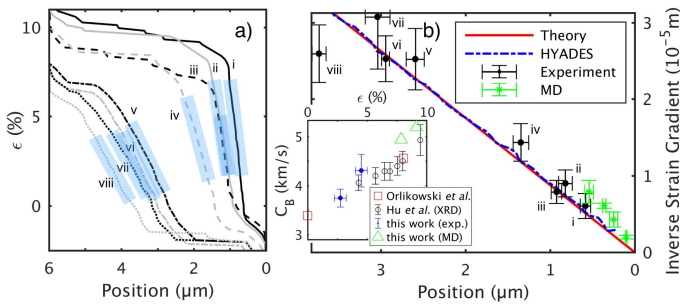 a)
10
5
0
ϵ (%)
6
4
2
0
Position (μm)
i
ii
iii
iv
v
vi
vii
viii
b)
Theory
HYADES
Experiment
MD
vii
vi
v
viii
iv
ii
iii
i
ϵ (%)
0
5
10
C_B (km/s)
5
4
3
Orlikowski et al.
Hu et al. (XRD)
this work (exp.)
this work (MD)
3
2
1
0
Position (μm)
3
2
1
0
Inverse Strain Gradient (10⁻⁵m)